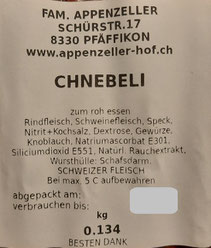 FAM. APPENZELLER
SCHÜRSTR.17
8330 PFÄFFIKON
www.appenzeller-hof.ch
CHNEBELI
zum roh essen
Rindfleisch, Schweinefleisch, Speck,
Nitrit+Kochsalz, Dextrose, Gewürze,
Knoblauch, Natriumascorbat E301,
Siliciumdioxid E551, Natürl. Rauchextrakt,
Wursthülle: Schafsdarm.
SCHWEIZER FLEISCH
Bei max. 5 C aufbewahren
abgepackt am:
verbrauchen bis:
kg
0.134
BESTEN DANK